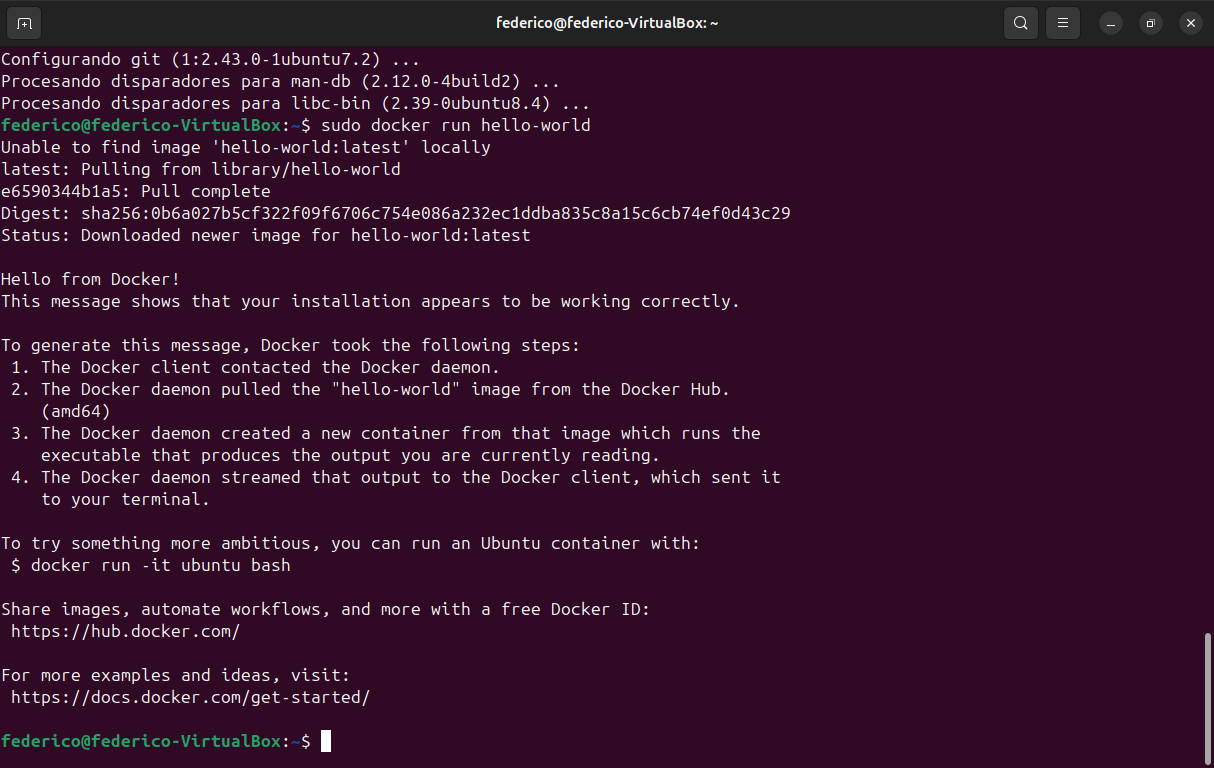 federico@federico-VirtualBox: ~
Configurando git (1:2.43.0-1ubuntu7.2) ...
Procesando disparadores para man-db (2.12.0-4build2) ...
Procesando disparadores para libc-bin (2.39-0ubuntu8.4) ...
federico@federico-VirtualBox:~$ sudo docker run hello-world
Unable to find image 'hello-world:latest' locally
latest: Pulling from library/hello-world
e6590344b1a5: Pull complete
Digest: sha256:0b6a027b5cf322f09f6706c754e086a232ec1ddba835c8a15c6cb74ef0d43c29
Status: Downloaded newer image for hello-world:latest

Hello from Docker!
This message shows that your installation appears to be working correctly.

To generate this message, Docker took the following steps:
 1. The Docker client contacted the Docker daemon.
 2. The Docker daemon pulled the "hello-world" image from the Docker Hub.
    (amd64)
 3. The Docker daemon created a new container from that image which runs the
    executable that produces the output you are currently reading.
 4. The Docker daemon streamed that output to the Docker client, which sent it
    to your terminal.

To try something more ambitious, you can run an Ubuntu container with:
 $ docker run -it ubuntu bash

Share images, automate workflows, and more with a free Docker ID:
 https://hub.docker.com/

For more examples and ideas, visit:
 https://docs.docker.com/get-started/

federico@federico-VirtualBox:~$